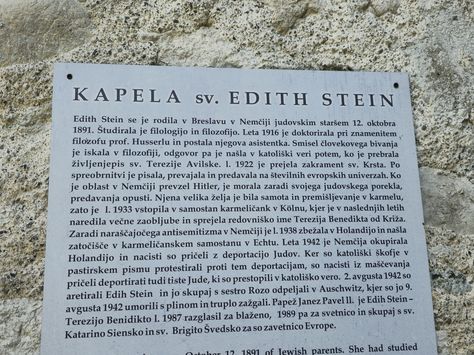 KAPELA sv. EDITH STEIN
Edith Stein se je rodila v Breslavu v Nemčiji judovskim staršem 12. oktobra
1891. Študirala je filologijo in filozofijo. Leta 1916 je doktorirala pri znamenitem
filozofu prof. Husserlu in postala njegova asistentka. Smisel človekovega bivanja
je iskala v filozofiji, odgovor pa je našla v katoliški veri potem, ko je prebrala
življenjepis sv. Terezije Avilske. l. 1922 je prejela zakrament sv. Krsta. Po
spreobrnitvi je pisala, prevajala in predavala na številnih evropskih univerzah. Ko
je oblast v Nemčiji prevzel Hitler, je morala zaradi svojega judovskega porekla,
predavanja opusti. Njena velika želja je bila samota in premišljevanje v karmelu,
zato je l. 1933 vstopila v samostan karmeličank v Kölnu, kjer je v naslednjih letih
naredila večne zaobljube in sprejela redovniško ime Terezija Benedikta od Križa.
Zaradi naraščajočega antisemitizma v Nemčiji je l. 1938 zbežala v Holandijo in našla
zatočišče v karmeličanskem samostanu v Echtu. Leta 1942 je Nemčija okupirala
Holandijo in nacisti so pričeli z deportacijo Judov. Ker so katoliški škofje v
pastirskem pismu protestirali proti tem deportacijam, so nacisti iz maščevanja
pričeli deportirati tudi tiste Jude, ki so prestopili v katoliško vero. 2. avgusta 1942 so
aretirali Edith Stein in jo skupaj s sestro Rozo odpeljali v Auschwitz, kjer so jo 9.
avgusta 1942 umorili s plinom in truplo zažgali. Papež Janez Pavel ll. je Edith Stein –
Terezijo Benidikto l. 1987 razglasil za blaženo, 1989 pa za svetnico in skupaj s sv.
Katarino Siensko in sv. Brigito Švedsko za so zavetnico Evrope.
October 12, 1891 of Jewish parents. She had studied